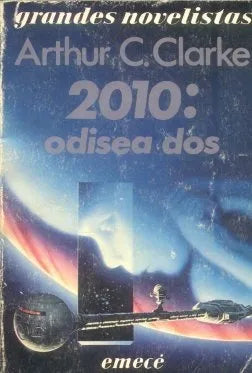 grandes novelistas
Arthur C. Clarke
2010:
odisea dos
emecé